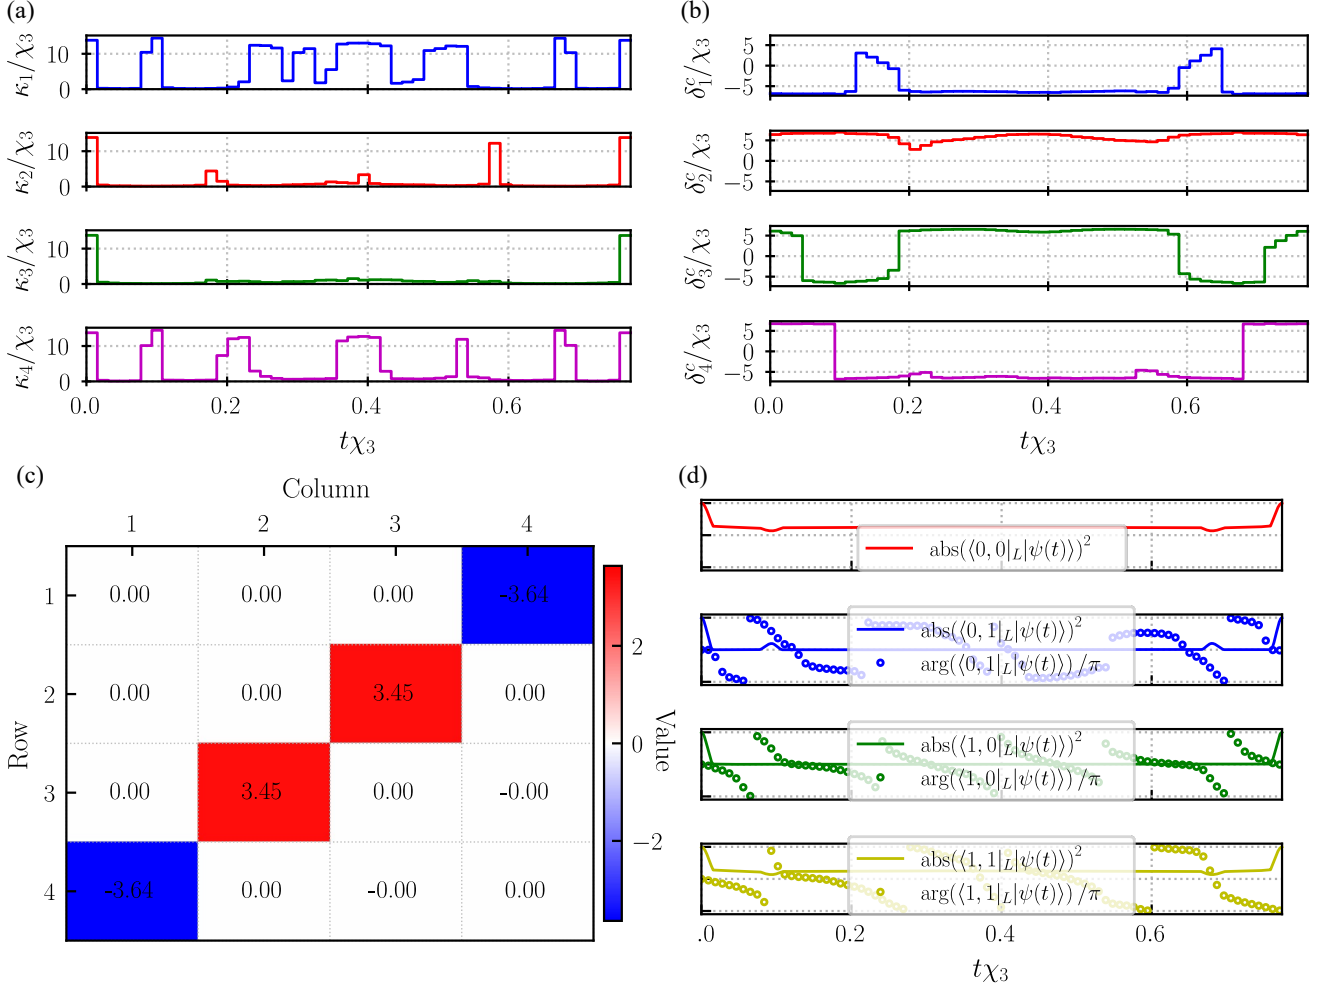 (a)
κ₁/χ₃
10
0
κ₂/χ₃
10
0
κ₃/χ₃
10
0
κ₄/χ₃
10
0
0.0 0.2 0.4 0.6
tχ₃
(b)
δ₁ᶜ/χ₃
5
0
−5
δ₂ᶜ/χ₃
5
0
−5
δ₃ᶜ/χ₃
5
0
−5
δ₄ᶜ/χ₃
5
0
−5
0.0 0.2 0.4 0.6
tχ₃
(c)
Column
1 2 3 4
Row
1 0.00 0.00 0.00 -3.64
2 0.00 0.00 3.45 0.00
3 0.00 3.45 0.00 -0.00
4 -3.64 0.00 -0.00 0.00
2
0
−2
Value
(d)
abs(⟨0, 0|_L|ψ(t)⟩)²
abs(⟨0, 1|_L|ψ(t)⟩)²
arg(⟨0, 1|_L|ψ(t)⟩)/π
abs(⟨1, 0|_L|ψ(t)⟩)²
arg(⟨1, 0|_L|ψ(t)⟩)/π
abs(⟨1, 1|_L|ψ(t)⟩)²
arg(⟨1, 1|_L|ψ(t)⟩)/π
.0 0.2 0.4 0.6
tχ₃